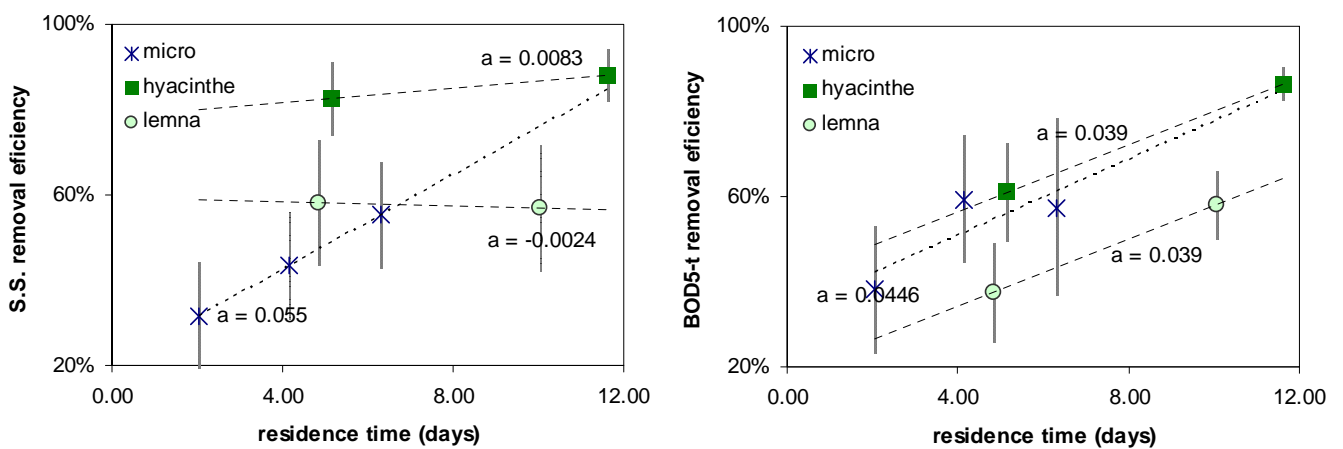 100%
60%
20%
S.S. removal eficiency
micro
hyacinthe
lemna
a = 0.0083
a = -0.0024
a = 0.055
0.00 4.00 8.00 12.00
residence time (days)
100%
60%
20%
BOD5-t removal eficiency
micro
hyacinthe
lemna
a = 0.039
a = 0.039
a = 0.0446
0.00 4.00 8.00 12.00
residence time (days)